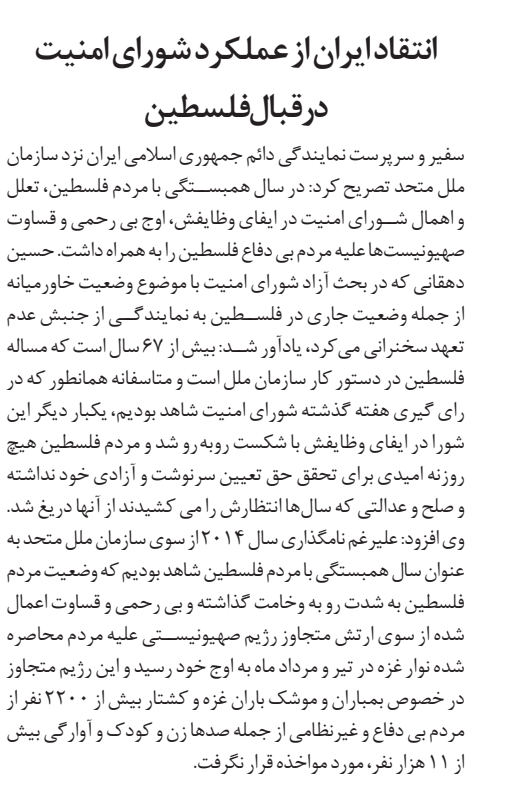 انتقاد ایران از عملکرد شورای امنیت
در قبال فلسطین
سفیر و سرپرست نمایندگی دائم جمهوری اسلامی ایران نزد سازمان
ملل متحد تصریح کرد: در سال همبستگی با مردم فلسطین، تعلل
و اهمال شورای امنیت در ایفای وظایفش، اوج بی رحمی و قساوت
صهیونیست‌ها علیه مردم بی دفاع فلسطین را به همراه داشت. حسین
دهقانی که در بحث آزاد شورای امنیت با موضوع وضعیت خاورمیانه
از جمله وضعیت جاری در فلسطین به نمایندگی از جنبش عدم
تعهد سخنرانی می‌کرد، یادآور شد: بیش از ۶۷ سال است که مساله
فلسطین در دستور کار سازمان ملل است و متاسفانه همانطور که در
رای گیری هفته گذشته شورای امنیت شاهد بودیم، یکبار دیگر این
شورا در ایفای وظایفش با شکست روبه‌رو شد و مردم فلسطین هیچ
روزنه امیدی برای تحقق حق تعیین سرنوشت و آزادی خود نداشته
و صلح و عدالتی که سال‌ها انتظارش را می کشیدند از آنها دریغ شد.
وی افزود: علیرغم نامگذاری سال ۲۰۱۴ از سوی سازمان ملل متحد به
عنوان سال همبستگی با مردم فلسطین شاهد بودیم که وضعیت مردم
فلسطین به شدت رو به وخامت گذاشته و بی رحمی و قساوت اعمال
شده از سوی ارتش متجاوز رژیم صهیونیستی علیه مردم محاصره
شده نوار غزه در تیر و مرداد ماه به اوج خود رسید و این رژیم متجاوز
در خصوص بمباران و موشک باران غزه و کشتار بیش از ۲۲۰۰ نفر از
مردم بی دفاع و غیرنظامی از جمله صدها زن و کودک و آوارگی بیش
از ۱۱ هزار نفر، مورد مواخذه قرار نگرفت.